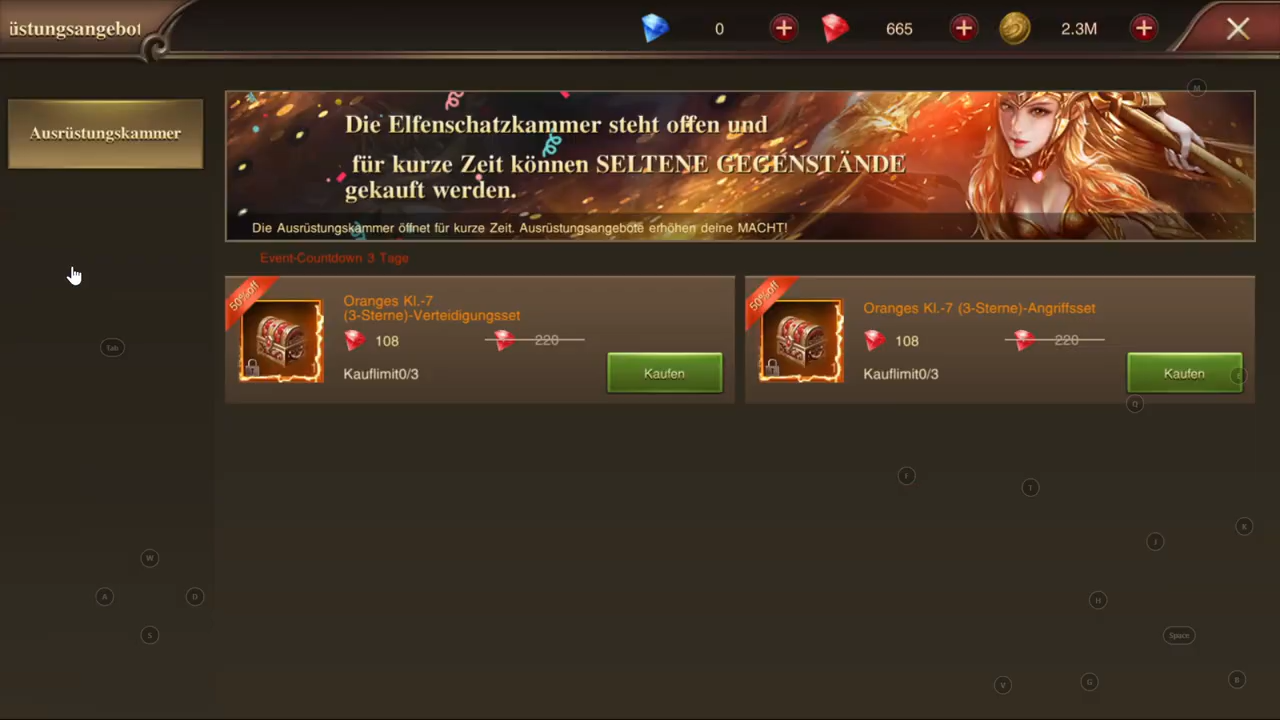 üstungsangebot
0
665
2.3M
Ausrüstungskammer
Die Elfenschatzkammer steht offen und
für kurze Zeit können SELTENE GEGENSTÄNDE
gekauft werden.
Die Ausrüstungskammer öffnet für kurze Zeit. Ausrüstungsangebote erhöhen deine MACHT!
M
Event-Countdown 3 Tage
50%off
Oranges Kl.-7
(3-Sterne)-Verteidigungsset
108
220
Kauflimit0/3
Kaufen
50%off
Oranges Kl.-7 (3-Sterne)-Angriffsset
108
220
Kauflimit0/3
Kaufen
Tab
Q
W
A
D
S
K
J
H
Space
V
G